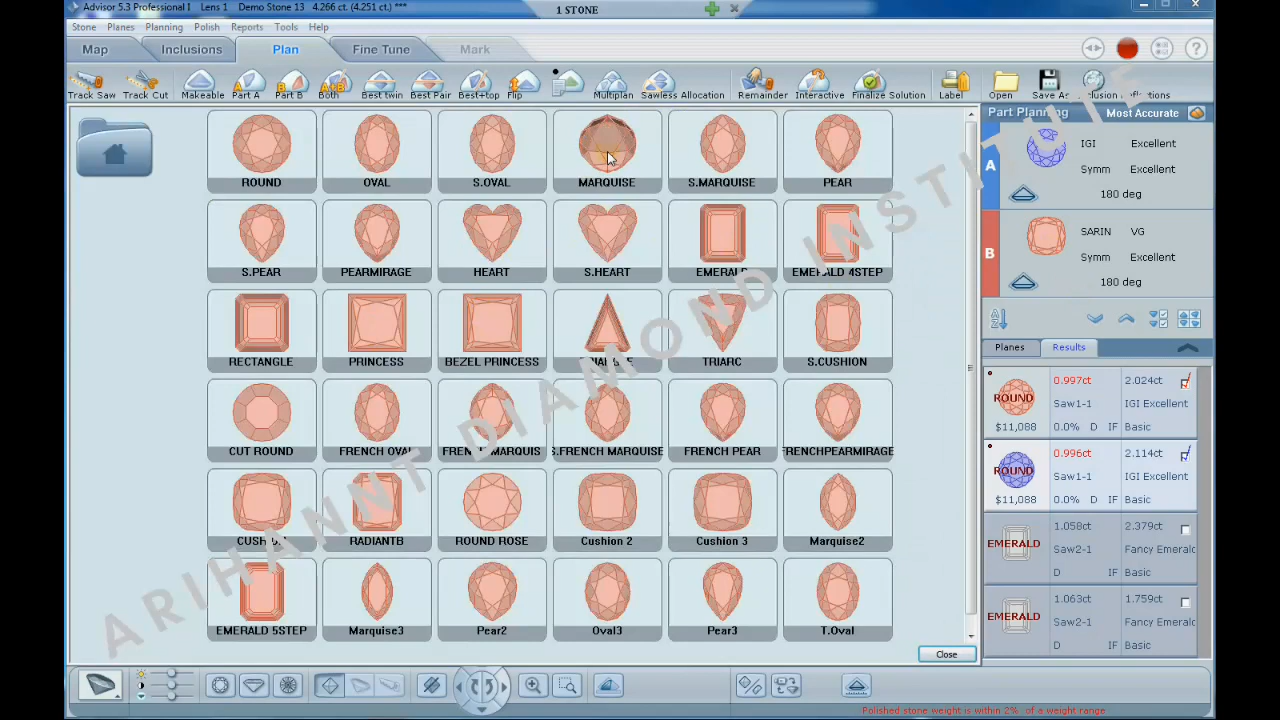 Advisor 5.3 Professional I Lens 1 Demo Stone 13 4.266 ct. ( 4.251 ct.) ***
1 STONE
Stone Planes Planning Polish Reports Tools Help
Map Inclusions Plan Fine Tune Mark
Track Saw Track Cut Makeable Part A Part B Both Best twin Best Pair Best+top Flip Multiplan Sawless Allocation Remainder Interactive Finalize Solution Label Open Save As
Part Planning Most Accurate
A
IGI Excellent
Symm Excellent
180 deg
B
SARIN VG
Symm Excellent
180 deg
Planes Results
ROUND
0.997ct 2.024ct
Saw1-1 IGI Excellent
$11,088 0.0% D IF Basic
ROUND
0.996ct 2.114ct
Saw1-1 IGI Excellent
$11,088 0.0% D IF Basic
EMERALD
1.058ct 2.379ct
Saw2-1 Fancy Emeralc
D IF Basic
EMERALD
1.063ct 1.759ct
Saw2-1 Fancy Emeralc
D IF Basic
ROUND OVAL S.OVAL MARQUISE S.MARQUISE PEAR
S.PEAR PEARMIRAGE HEART S.HEART EMERALD EMERALD 4STEP
RECTANGLE PRINCESS BEZEL PRINCESS TRIARC S.CUSHION
CUT ROUND FRENCH OVAL FRENCH MARQUIS S.FRENCH MARQUISE FRENCH PEAR FRENCHPEARMIRAGE
CUSHION RADIANTB ROUND ROSE Cushion 2 Cushion 3 Marquise2
EMERALD 5STEP Marquise3 Pear2 Oval3 Pear3 T.Oval
Close
Polished stone weight is within 2% of a weight range
ARIHANNT DIAMOND INSTITUTE